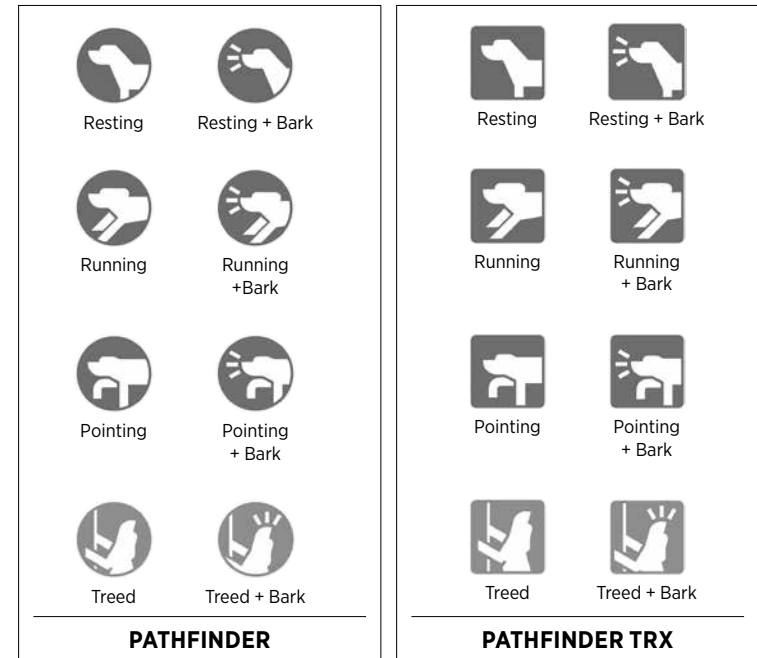 Resting
Resting + Bark
Running
Running
+Bark
Pointing
Pointing
+ Bark
Treed
Treed + Bark
PATHFINDER
Resting
Resting + Bark
Running
Running
+ Bark
Pointing
Pointing
+ Bark
Treed
Treed + Bark
PATHFINDER TRX